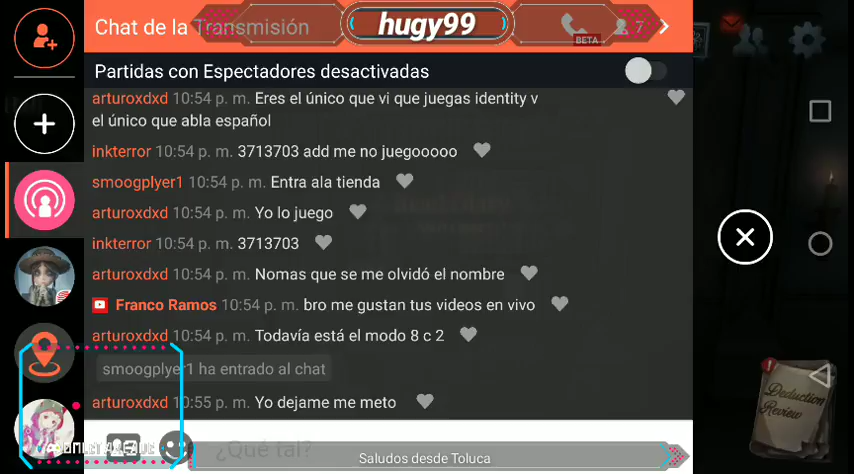 Chat de la Transmisión
hugy99
BETA
7
Partidas con Espectadores desactivadas
arturoxdxd 10:54 p. m. Eres el único que vi que juegas identity v
el único que abla español
inkterror 10:54 p. m. 3713703 add me no juegooooo
smoogplyer1 10:54 p. m. Entra ala tienda
arturoxdxd 10:54 p. m. Yo lo juego
inkterror 10:54 p. m. 3713703
arturoxdxd 10:54 p. m. Nomas que se me olvidó el nombre
Franco Ramos 10:54 p. m. bro me gustan tus videos en vivo
arturoxdxd 10:54 p. m. Todavía está el modo 8 c 2
smoogplyer1 ha entrado al chat
arturoxdxd 10:55 p. m. Yo dejame me meto
¿Qué tal?
Saludos desde Toluca
Deduction
Review